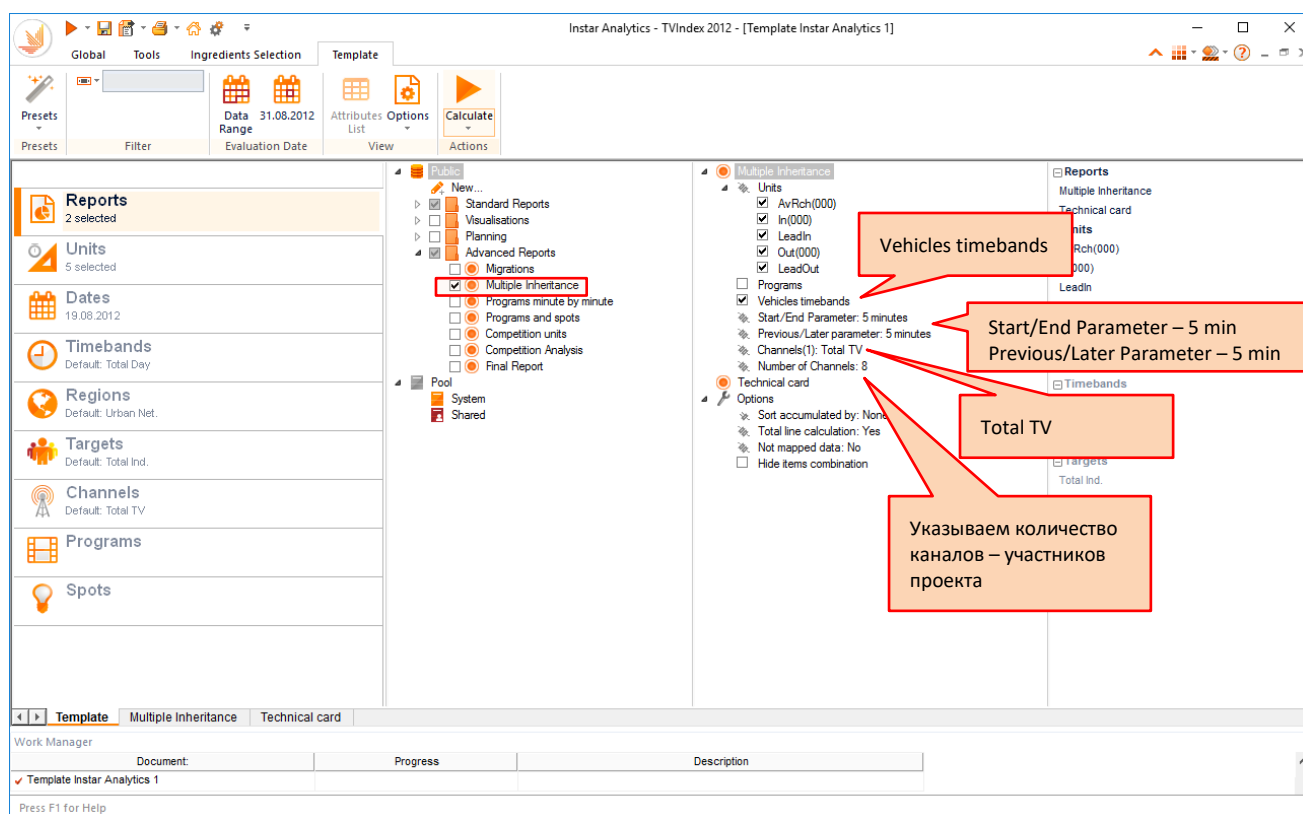 Instar Analytics - TVIndex 2012 - [Template Instar Analytics 1]
Global Tools Ingredients Selection Template
Presets
Data Range
31.08.2012
Attributes List
Options
Calculate
Presets Filter Evaluation Date View Actions
Reports
2 selected
Units
5 selected
Dates
19.08.2012
Timebands
Default: Total Day
Regions
Default: Urban Net.
Targets
Default: Total Ind.
Channels
Default: Total TV
Programs
Spots
Public
New...
Standard Reports
Visualisations
Planning
Advanced Reports
Migrations
Multiple Inheritance
Programs minute by minute
Programs and spots
Competition units
Competition Analysis
Final Report
Pool
System
Shared
Multiple Inheritance
Units
AvRch(000)
In(000)
LeadIn
Out(000)
LeadOut
Programs
Vehicles timebands
Start/End Parameter: 5 minutes
Previous/Later parameter: 5 minutes
Channels(1): Total TV
Number of Channels: 8
Technical card
Options
Sort accumulated by: None
Total line calculation: Yes
Not mapped data: No
Hide items combination
Vehicles timebands
Start/End Parameter – 5 min
Previous/Later Parameter – 5 min
Total TV
Указываем количество
каналов – участников
проекта
Reports
Multiple Inheritance
Technical card
nits
Rch(000)
000)
LeadIn
Timebands
Targets
Total Ind.
Template Multiple Inheritance Technical card
Work Manager
Document: Progress Description
Template Instar Analytics 1
Press F1 for Help